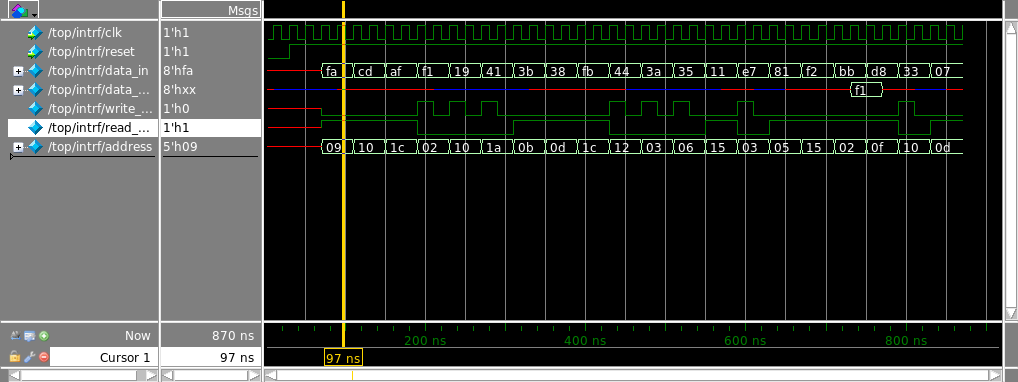 Msgs
/top/intrf/clk 1'h1
/top/intrf/reset 1'h1
/top/intrf/data_in 8'hfa fa cd af f1 19 41 3b 38 fb 44 3a 35 11 e7 81 f2 bb d8 33 07
/top/intrf/data_... 8'hxx f1
/top/intrf/write_... 1'h0
/top/intrf/read_... 1'h1
/top/intrf/address 5'h09 09 10 1c 02 10 1a 0b 0d 1c 12 03 06 15 03 05 15 02 0f 10 0d
Now 870 ns 200 ns 400 ns 600 ns 800 ns
Cursor 1 97 ns 97 ns